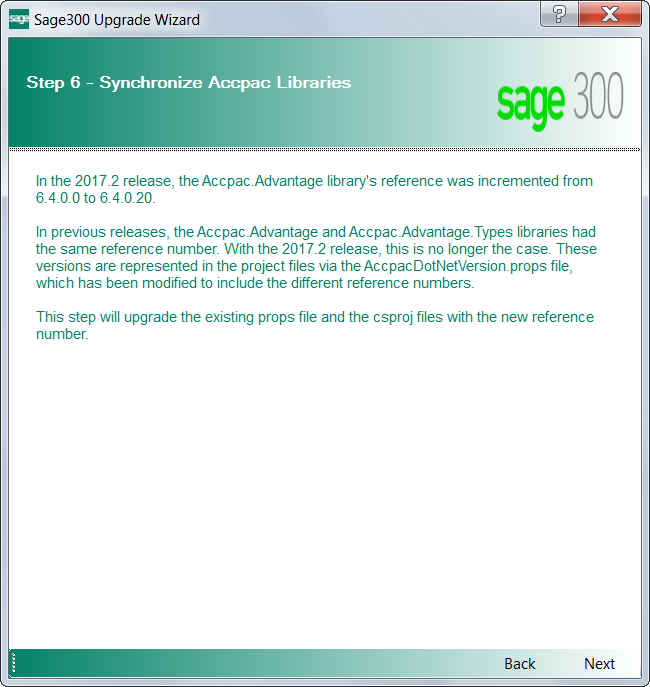 sage Sage300 Upgrade Wizard
?
Step 6 - Synchronize Accpac Libraries
sage 300
In the 2017.2 release, the Accpac.Advantage library's reference was incremented from
6.4.0.0 to 6.4.0.20.
In previous releases, the Accpac.Advantage and Accpac.Advantage.Types libraries had
the same reference number. With the 2017.2 release, this is no longer the case. These
versions are represented in the project files via the AccpacDotNetVersion.props file,
which has been modified to include the different reference numbers.
This step will upgrade the existing props file and the csproj files with the new reference
number.
Back Next